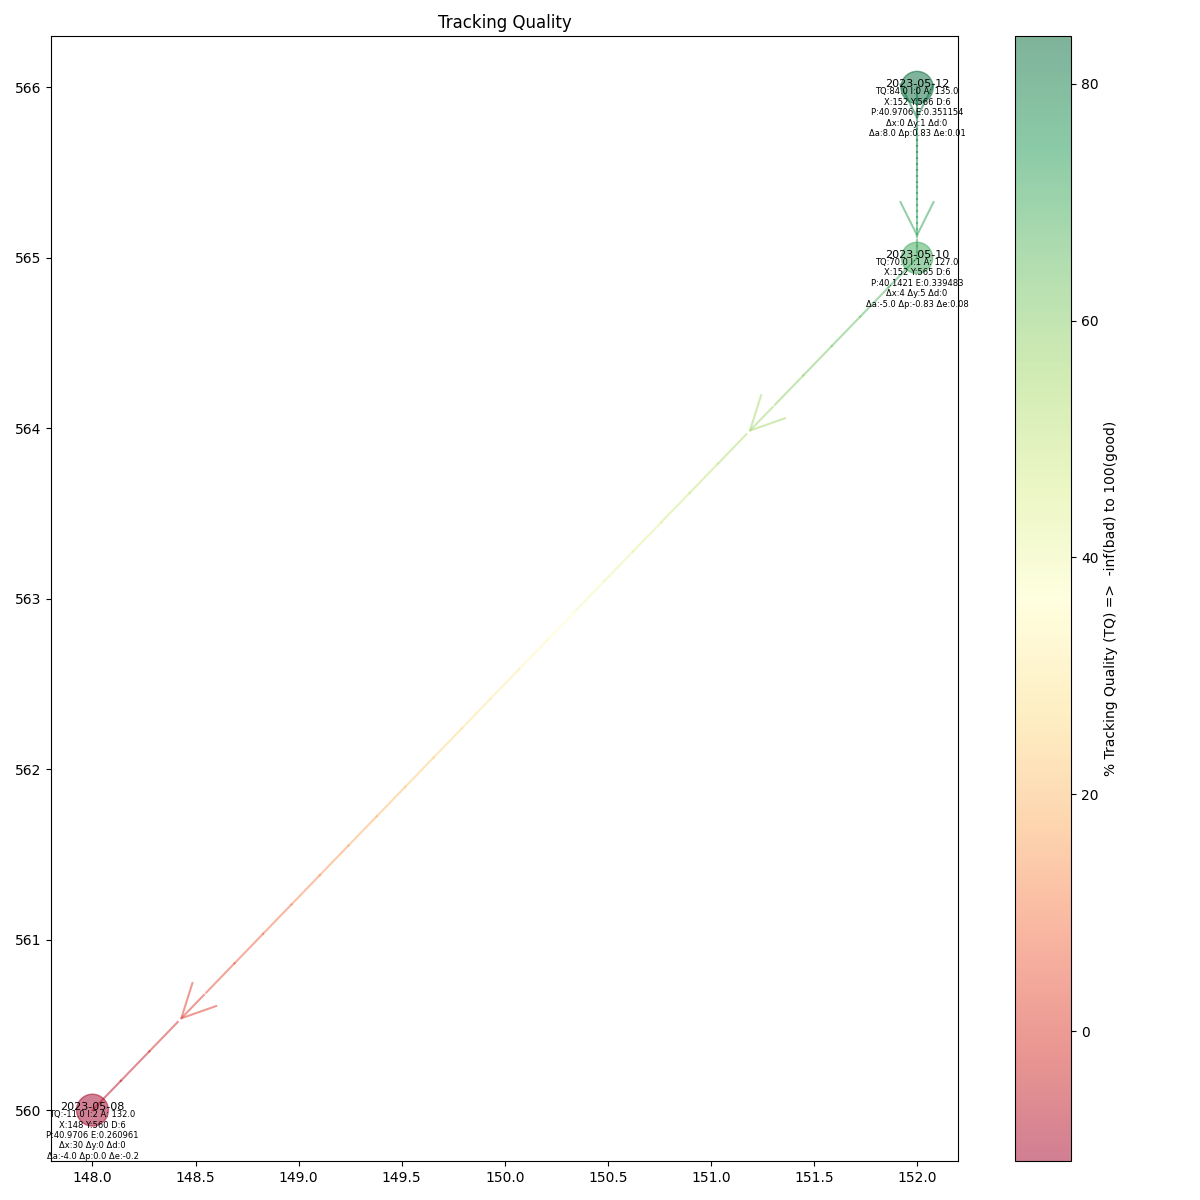 Tracking Quality
566
565
564
563
562
561
560
2023-05-12
TQ:84.0 I:0 A: 135.0
X:152 Y:566 D:6
P:40.9706 E:0.351154
Δx:0 Δy:1 Δd:0
Δa:8.0 Δp:0.83 Δe:0.01
2023-05-10
TQ:70.0 I:1 A: 127.0
X:152 Y:565 D:6
P:40.1421 E:0.339483
Δx:4 Δy:5 Δd:0
Δa:-5.0 Δp:-0.83 Δe:0.08
2023-05-08
TQ:-11.0 I:2 A: 132.0
X:148 Y:560 D:6
P:40.9706 E:0.260961
Δx:30 Δy:0 Δd:0
Δa:-4.0 Δp:0.0 Δe:-0.2
148.0 148.5 149.0 149.5 150.0 150.5 151.0 151.5 152.0
80
60
40
20
0
% Tracking Quality (TQ) => -inf(bad) to 100(good)